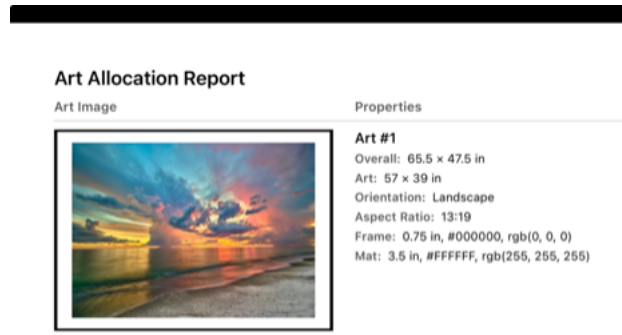 Art Allocation Report
Art Image
Properties
Art #1
Overall: 65.5 × 47.5 in
Art: 57 × 39 in
Orientation: Landscape
Aspect Ratio: 13:19
Frame: 0.75 in, #000000, rgb(0, 0, 0)
Mat: 3.5 in, #FFFFFF, rgb(255, 255, 255)